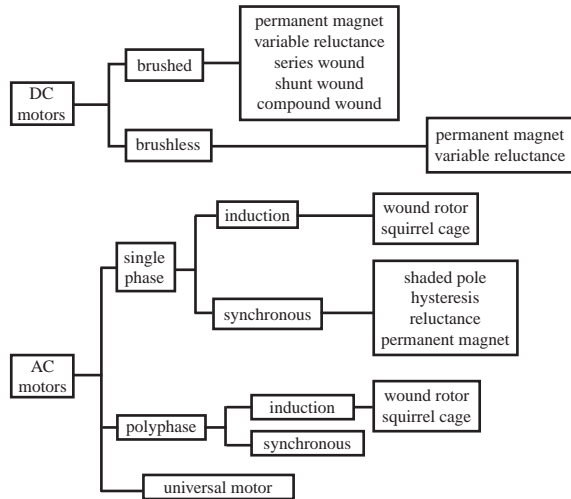 DC
motors
brushed
permanent magnet
variable reluctance
series wound
shunt wound
compound wound
brushless
permanent magnet
variable reluctance
AC
motors
single
phase
induction
wound rotor
squirrel cage
synchronous
shaded pole
hysteresis
reluctance
permanent magnet
polyphase
induction
wound rotor
squirrel cage
synchronous
universal motor